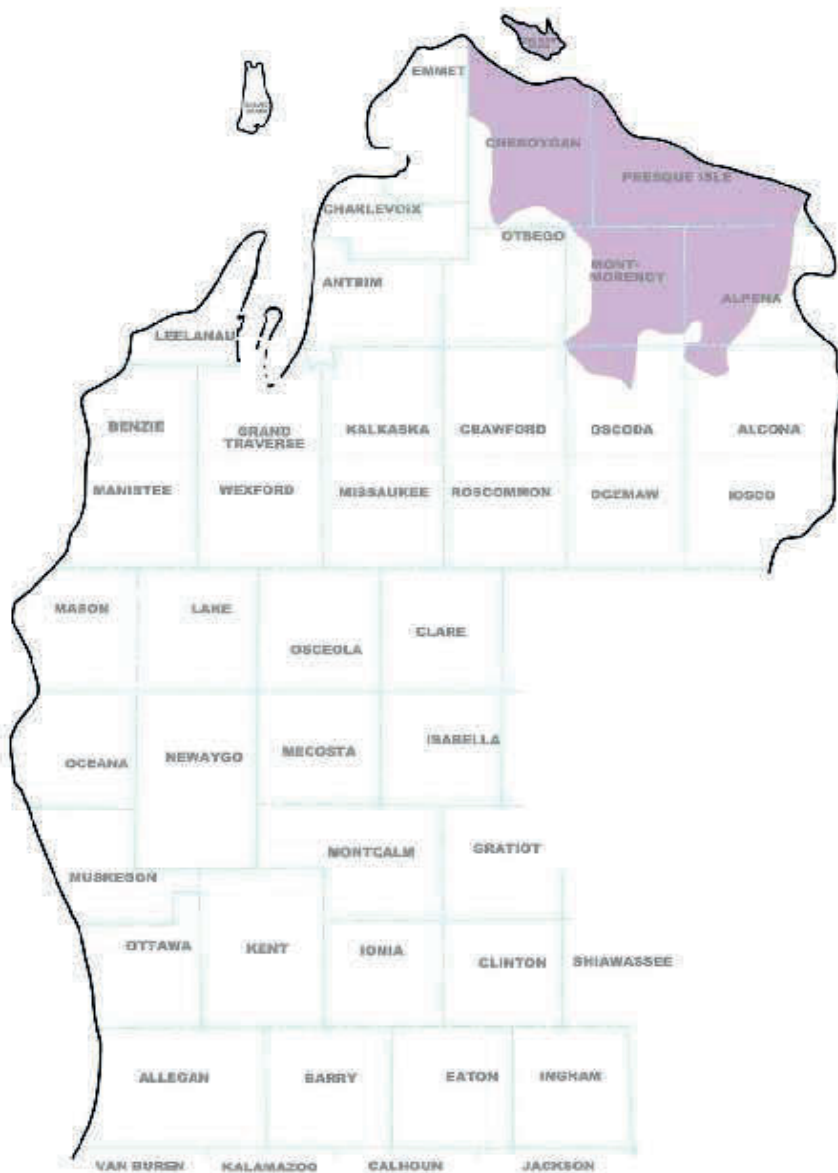 EMMET
CHEBOYGAN
PRESQUE ISLE
CHARLEVOIX
OTSEGO
MONT-
MORENCY
ANTRIM
ALPENA
LEELANAU
BENZIE
GRAND
TRAVERSE
KALKASKA
CRAWFORD
OSCODA
ALCONA
MANISTEE
WEXFORD
MISSAUKEE
ROSCOMMON
OGEMAW
IOSCO
MASON
LAKE
OSCEOLA
CLARE
OCEANA
NEWAYGO
MECOSTA
ISABELLA
MONTCALM
GRATIOT
MUSKEGON
OTTAWA
KENT
IONIA
CLINTON
SHIAWASSEE
ALLEGAN
BARRY
EATON
INGHAM
VAN BUREN
KALAMAZOO
CALHOUN
JACKSON